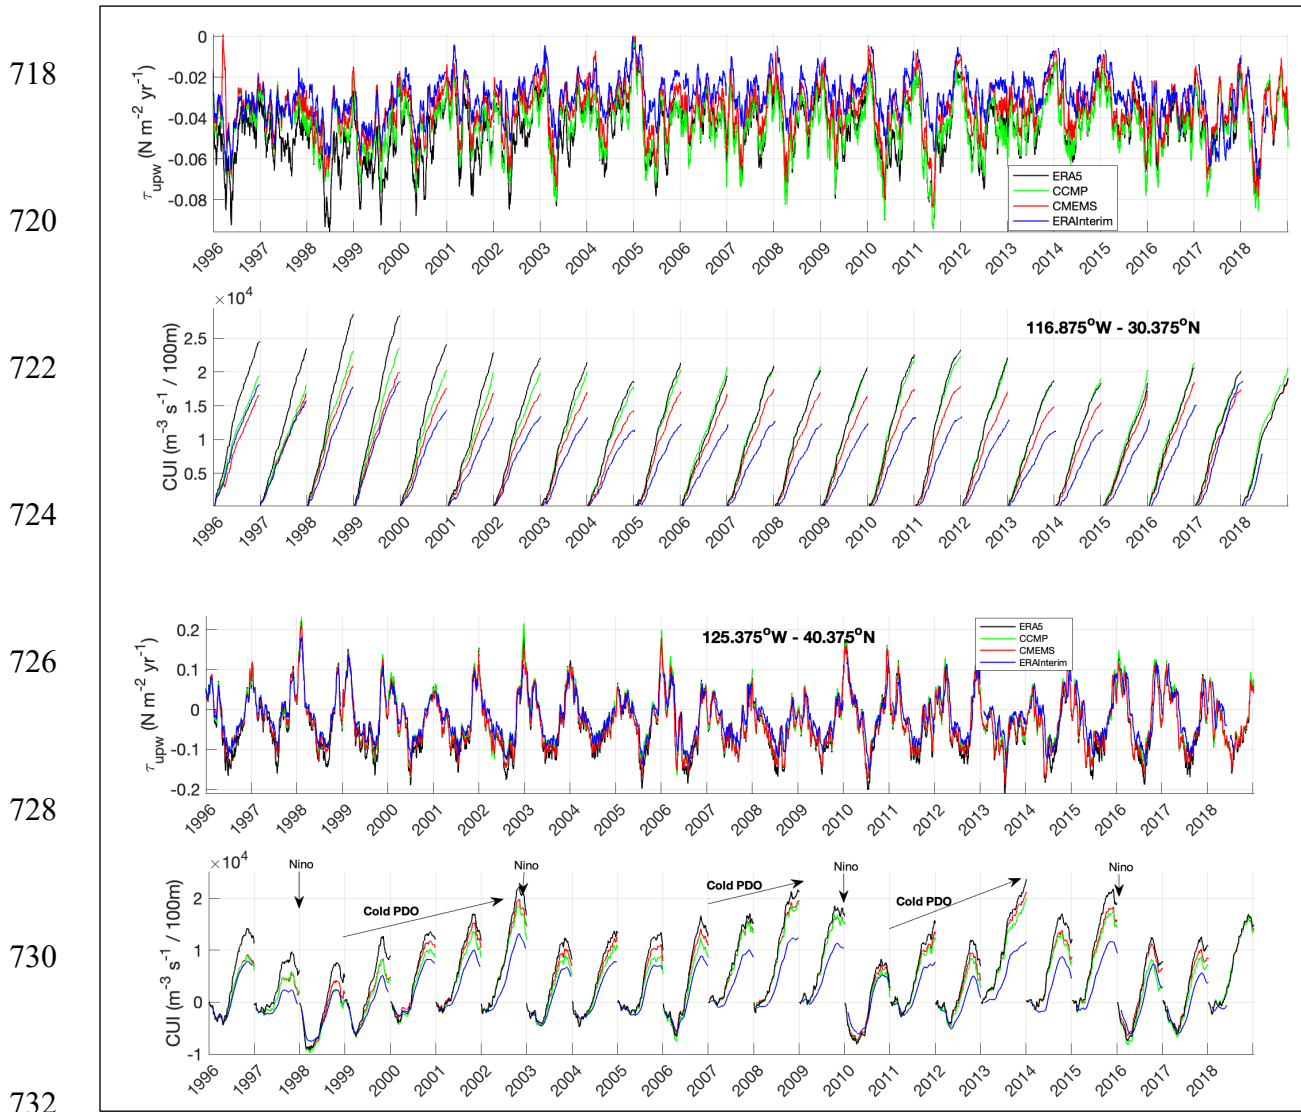 718
720
722
724
726
728
730
732
0
-0.02
-0.04
-0.06
-0.08
τupw (N m-2 yr-1)
ERA5
CCMP
CMEMS
ERAInterim
1996 1997 1998 1999 2000 2001 2002 2003 2004 2005 2006 2007 2008 2009 2010 2011 2012 2013 2014 2015 2016 2017 2018
×10^4
2.5
2
1.5
1
0.5
CUI (m-3 s-1 / 100m)
116.875oW - 30.375oN
1996 1997 1998 1999 2000 2001 2002 2003 2004 2005 2006 2007 2008 2009 2010 2011 2012 2013 2014 2015 2016 2017 2018
0.2
0.1
0
-0.1
-0.2
τupw (N m-2 yr-1)
125.375oW - 40.375oN
ERA5
CCMP
CMEMS
ERAInterim
1996 1997 1998 1999 2000 2001 2002 2003 2004 2005 2006 2007 2008 2009 2010 2011 2012 2013 2014 2015 2016 2017 2018
×10^4
2
1
0
-1
CUI (m-3 s-1 / 100m)
Nino
Cold PDO
Nino
Cold PDO
Nino
Cold PDO
Nino
1996 1997 1998 1999 2000 2001 2002 2003 2004 2005 2006 2007 2008 2009 2010 2011 2012 2013 2014 2015 2016 2017 2018